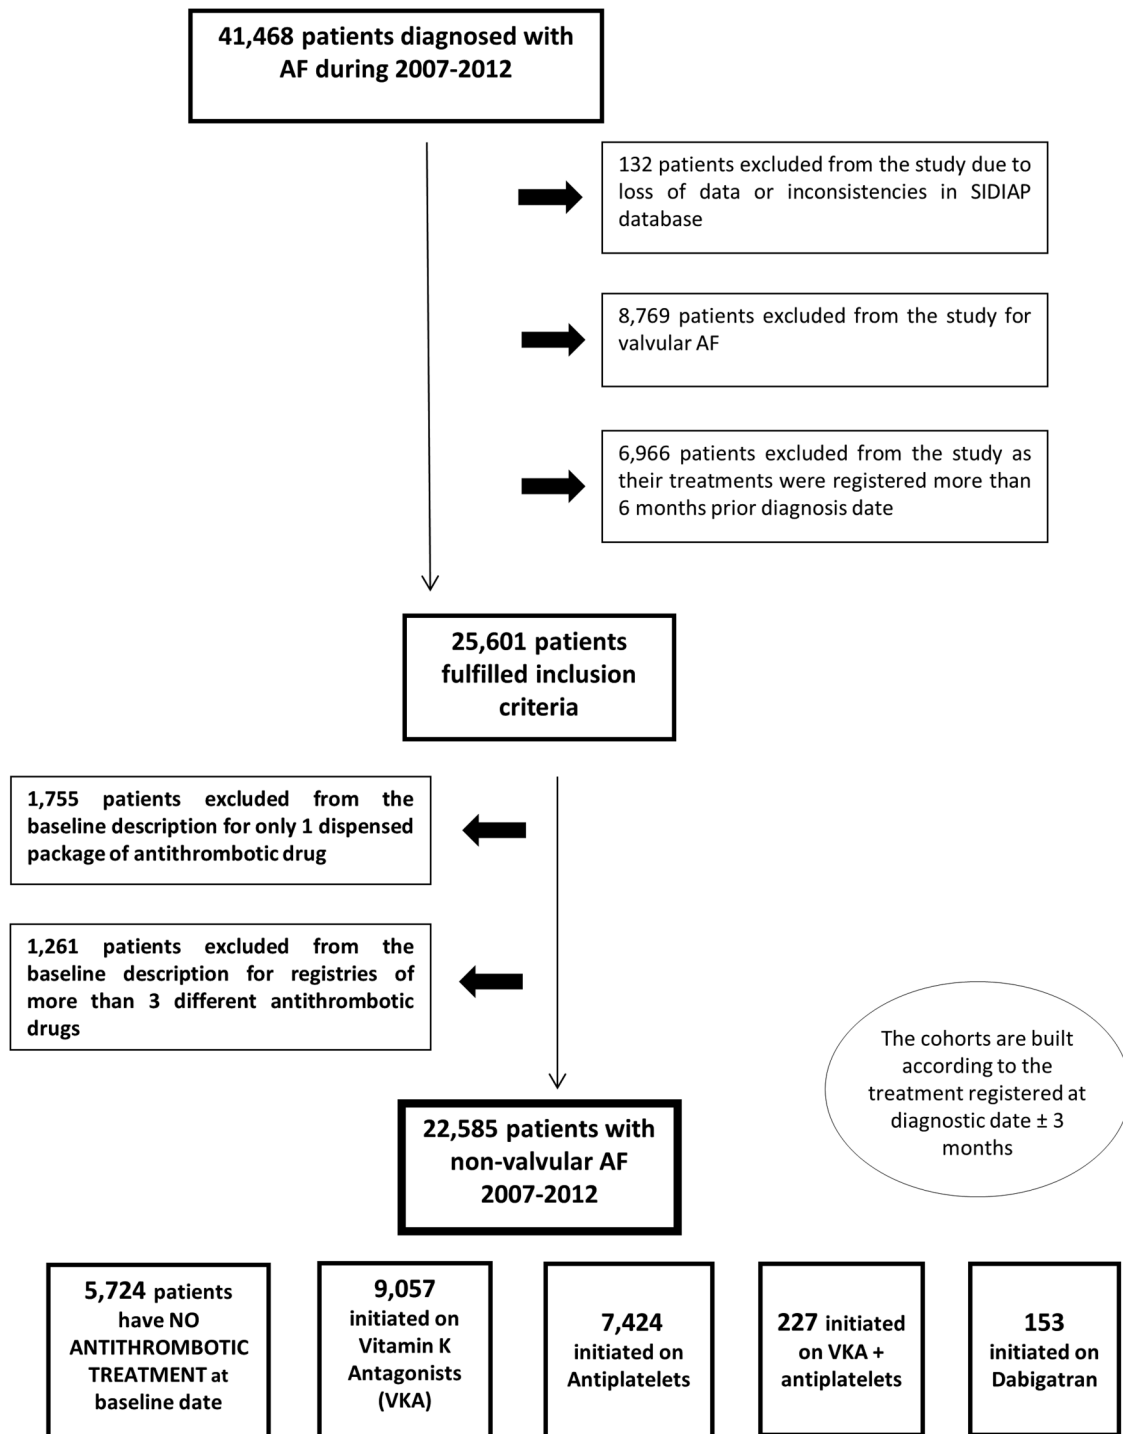 41,468 patients diagnosed with
AF during 2007-2012
132 patients excluded from the study due to
loss of data or inconsistencies in SIDIAP
database
8,769 patients excluded from the study for
valvular AF
6,966 patients excluded from the study as
their treatments were registered more than
6 months prior diagnosis date
25,601 patients
fulfilled inclusion
criteria
1,755 patients excluded from the
baseline description for only 1 dispensed
package of antithrombotic drug
1,261 patients excluded from the
baseline description for registries of
more than 3 different antithrombotic
drugs
The cohorts are built
according to the
treatment registered at
diagnostic date ± 3
months
22,585 patients with
non-valvular AF
2007-2012
5,724 patients
have NO
ANTITHROMBOTIC
TREATMENT at
baseline date
9,057
initiated on
Vitamin K
Antagonists
(VKA)
7,424
initiated on
Antiplatelets
227 initiated
on VKA +
antiplatelets
153
initiated on
Dabigatran